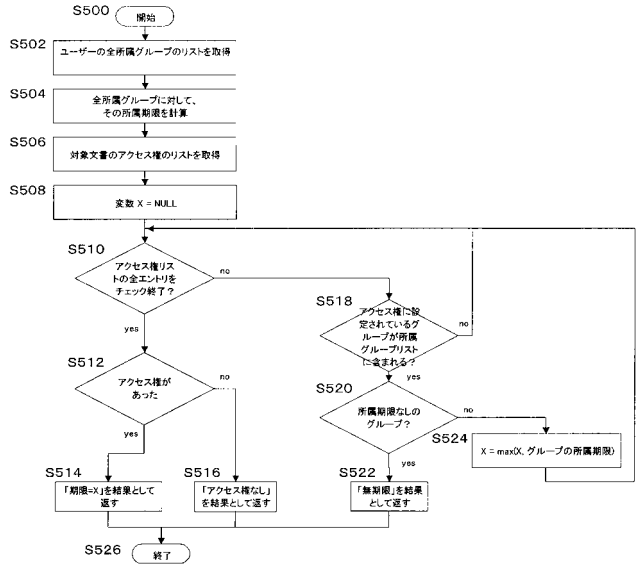 S500
開始
S502
ユーザーの全所属グループのリストを取得
S504
全所属グループに対して、
その所属期限を計算
S506
対象文書のアクセス権のリストを取得
S508
変数 X = NULL
S510
アクセス権リス
トの全エントリを
チェック終了?
no
yes
S518
アクセス権に設
定されているグ
ループが所属
グループリスト
に含まれる?
no
yes
S512
アクセス権が
あった
no
yes
S520
所属期限なしの
グループ?
no
yes
S524
X = max(X, グループの所属期限)
S514
「期限=X」を結果として
返す
S516
「アクセス権なし」
を結果として返す
S522
「無期限」を結果
として返す
S526
終了